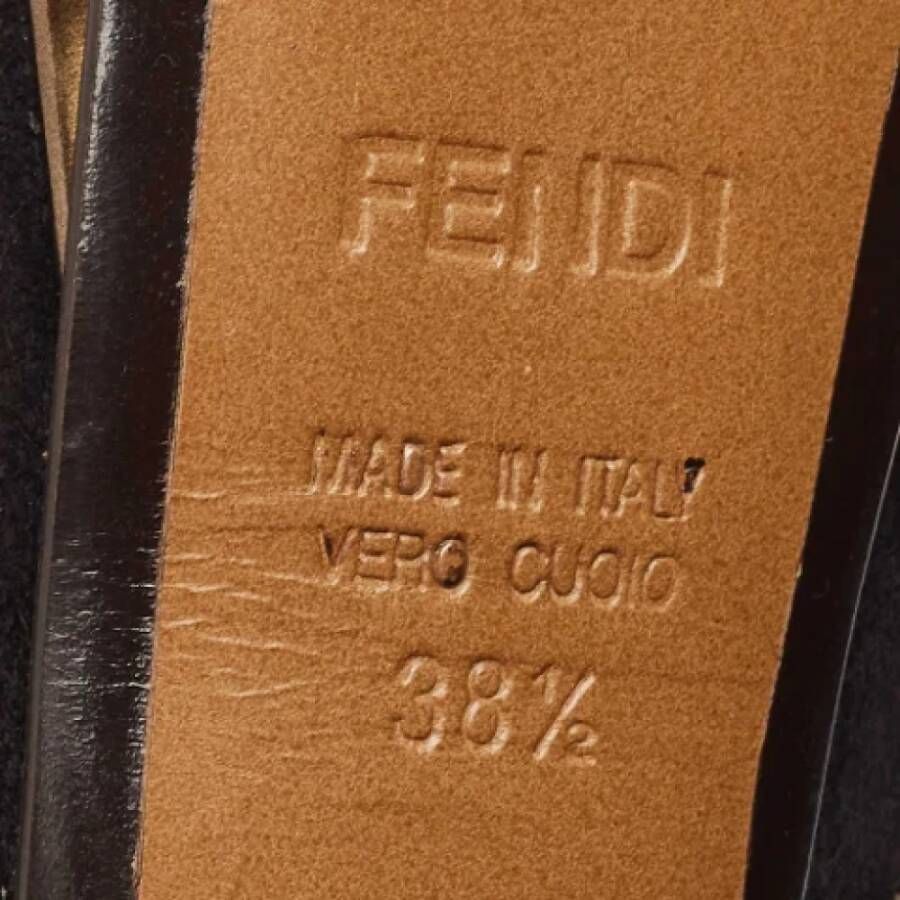 FENDI
MADE IN ITALY
VERO CUOIO
38½